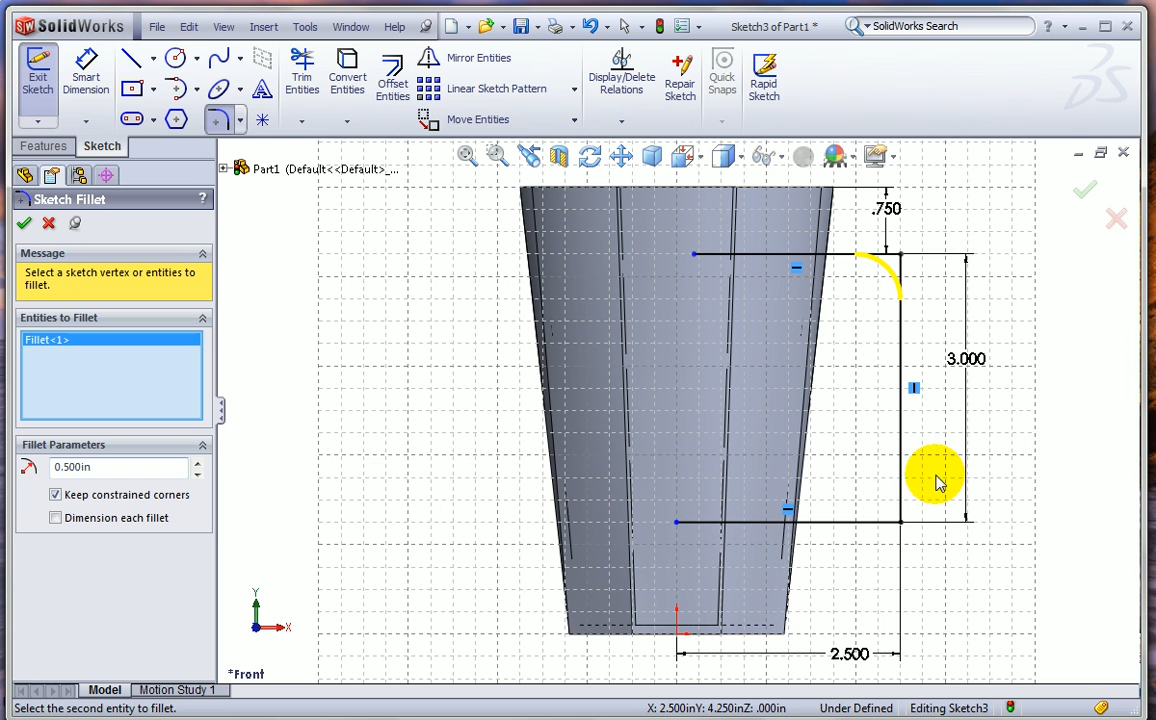 SolidWorks File Edit View Insert Tools Window Help Sketch3 of Part1 * SolidWorks Search ?
Exit Sketch
Smart Dimension
Trim Entities
Convert Entities
Offset Entities
Mirror Entities
Linear Sketch Pattern
Move Entities
Display/Delete Relations
Repair Sketch
Quick Snaps
Rapid Sketch
Features Sketch
Part1 (Default<<Default>_...
Sketch Fillet ?
Message
Select a sketch vertex or entities to
fillet.
Entities to Fillet
Fillet<1>
Fillet Parameters
0.500in
Keep constrained corners
Dimension each fillet
.750
3.000
2.500
Y
X
*Front
Model Motion Study 1
Select the second entity to fillet. X: 2.500inY: 4.250inZ: .000in Under Defined Editing Sketch3